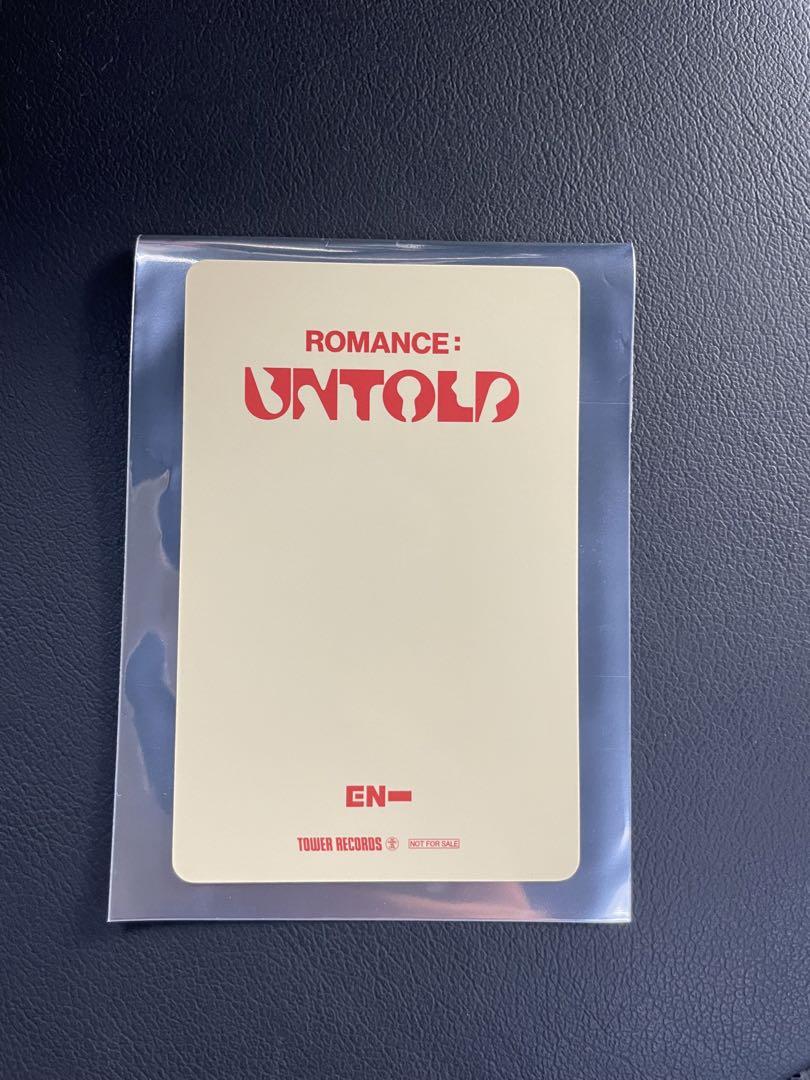 ROMANCE:
UNTOLD
EN-
TOWER RECORDS NOT FOR SALE